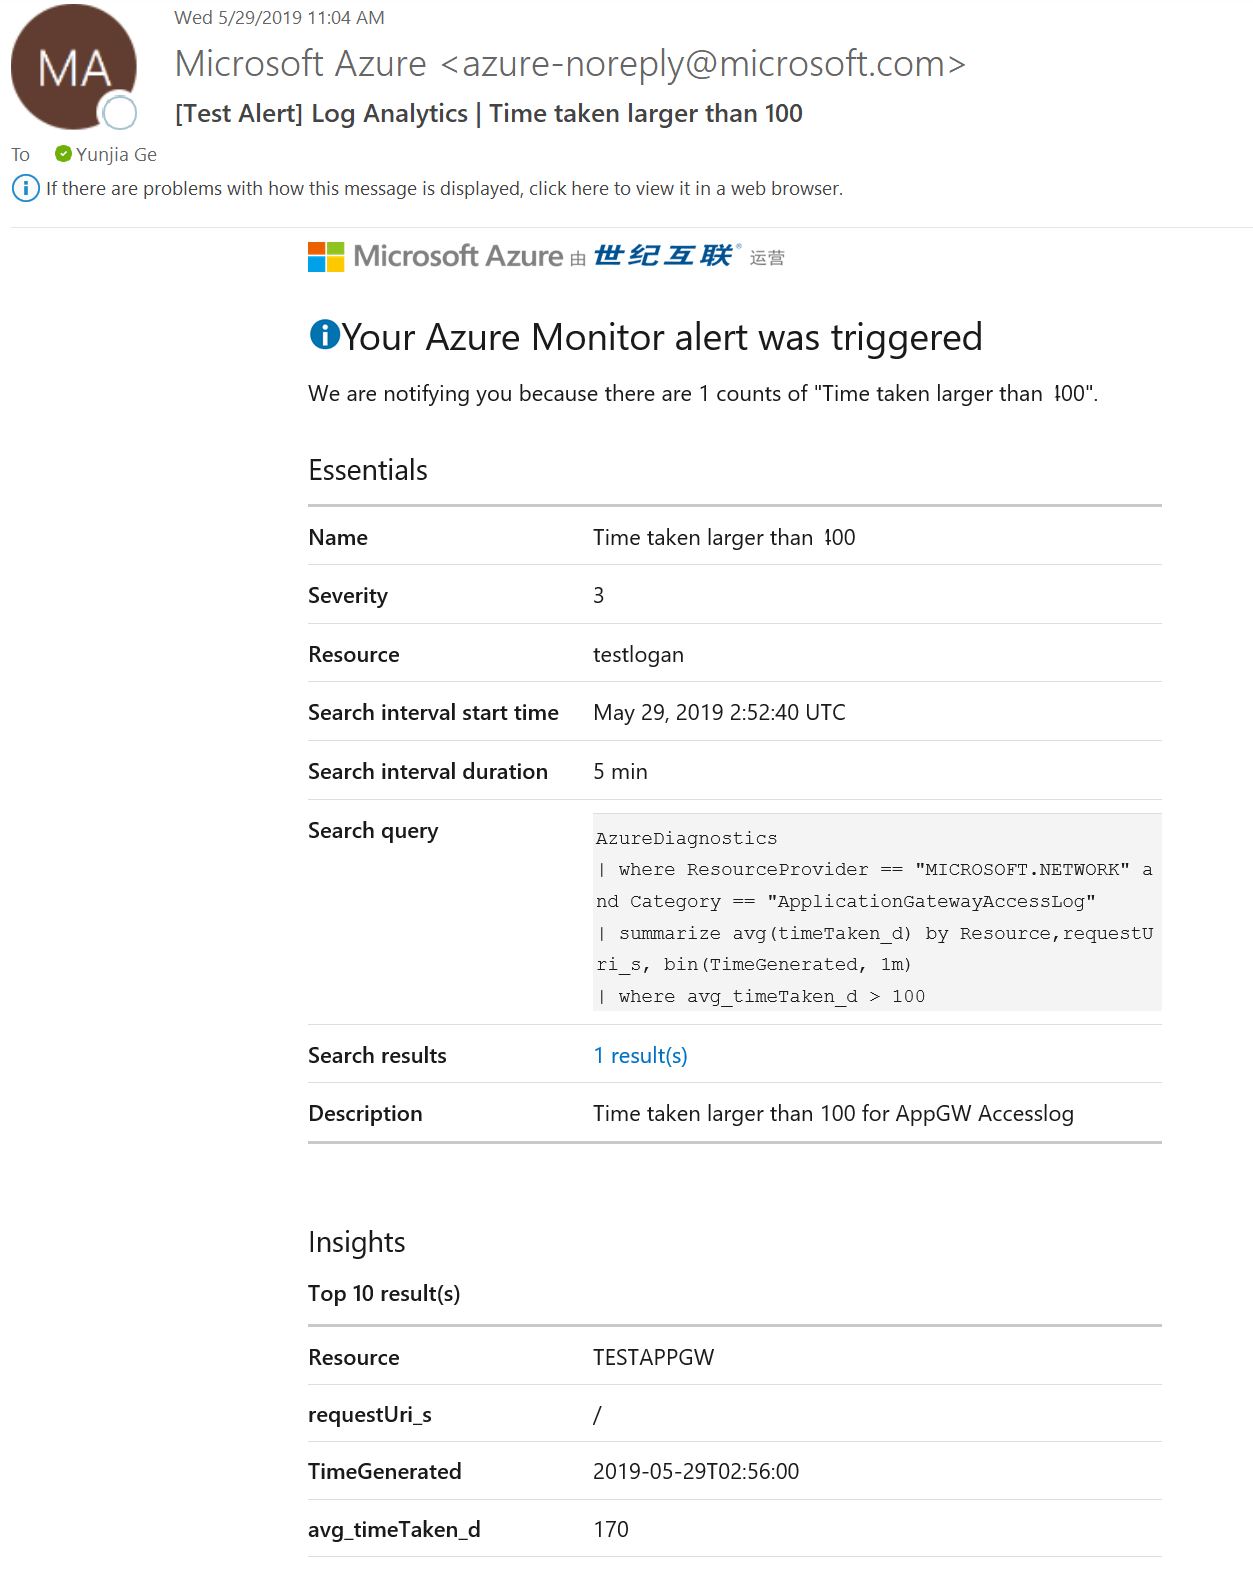 Wed 5/29/2019 11:04 AM
MA
Microsoft Azure <azure-noreply@microsoft.com>
[Test Alert] Log Analytics | Time taken larger than 100
To Yunjia Ge
If there are problems with how this message is displayed, click here to view it in a web browser.
Microsoft Azure 由 世纪互联® 运营
Your Azure Monitor alert was triggered
We are notifying you because there are 1 counts of "Time taken larger than 100".
Essentials
Name Time taken larger than 100
Severity 3
Resource testlogan
Search interval start time May 29, 2019 2:52:40 UTC
Search interval duration 5 min
Search query AzureDiagnostics
| where ResourceProvider == "MICROSOFT.NETWORK" a
nd Category == "ApplicationGatewayAccessLog"
| summarize avg(timeTaken_d) by Resource,requestU
ri_s, bin(TimeGenerated, 1m)
| where avg_timeTaken_d > 100
Search results 1 result(s)
Description Time taken larger than 100 for AppGW Accesslog
Insights
Top 10 result(s)
Resource TESTAPPGW
requestUri_s /
TimeGenerated 2019-05-29T02:56:00
avg_timeTaken_d 170